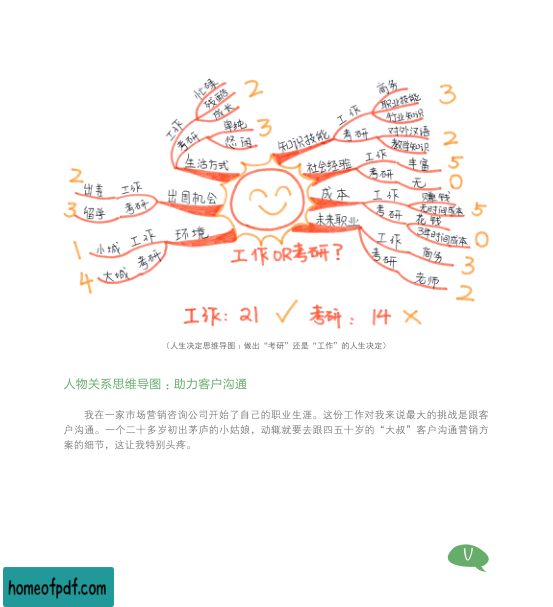 忙碌
残酷
成长
2
工作
考研
单纯
悠闲
3
生活方式
2
出差
工作
3
留学
考研
出国机会
1
小城
工作
4
大城
考研
环境
知识技能
工作
商务
职业技能
行业知识
3
考研
对外汉语
教学知识
2
社会经验
工作
丰富
5
考研
无
0
成本
工作
赚钱
无时间成本
5
考研
花钱
3年时间成本
0
未来职业
工作
商务
3
考研
老师
2
工作OR考研？
工作：21 ✓ 考研：14 ×
（人生决定思维导图：做出“考研”还是“工作”的人生决定）
人物关系思维导图：助力客户沟通
我在一家市场营销咨询公司开始了自己的职业生涯。这份工作对我来说最大的挑战是跟客
户沟通。一个二十多岁初出茅庐的小姑娘，动辄就要去跟四五十岁的“大叔”客户沟通营销方
案的细节，这让我特别头疼。
V
homeofpdf.com